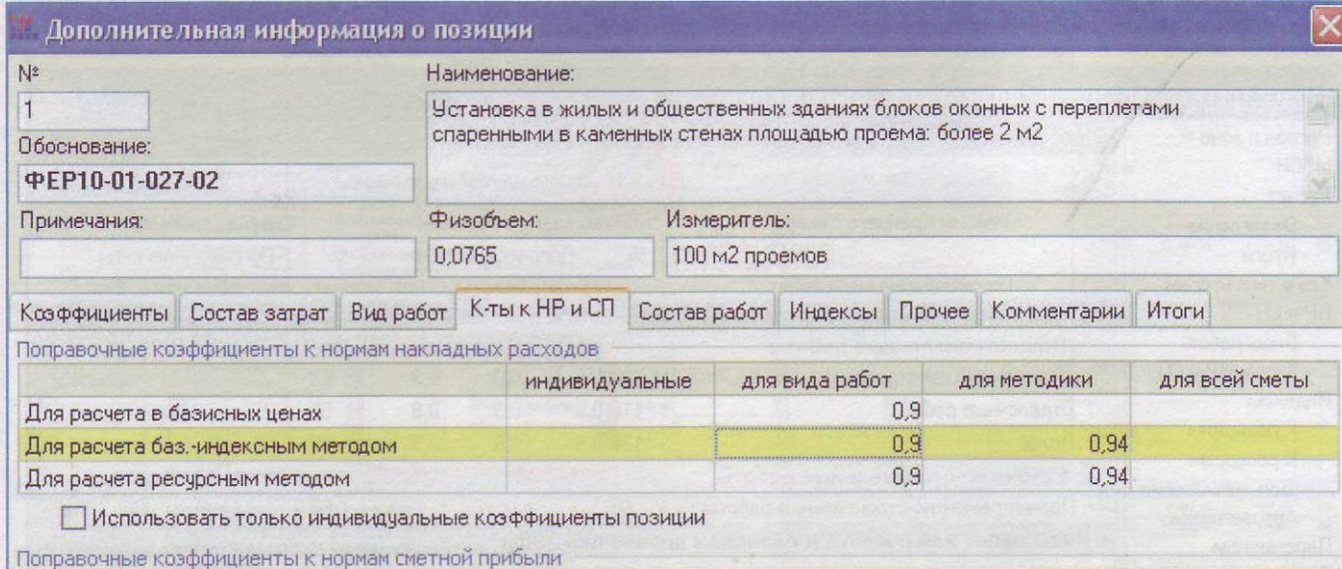 Дополнительная информация о позиции
№ Наименование:
1 Установка в жилых и общественных зданиях блоков оконных с переплетами
спаренными в каменных стенах площадью проема: более 2 м2
Обоснование:
ФЕР10-01-027-02
Примечания: Физобъем: Измеритель:
0,0765 100 м2 проемов
Коэффициенты Состав затрат Вид работ К-ты к НР и СП Состав работ Индексы Прочее Комментарии Итоги
Поправочные коэффициенты к нормам накладных расходов
индивидуальные для вида работ для методики для всей сметы
Для расчета в базисных ценах 0,9
Для расчета баз.-индексным методом 0,9 0,94
Для расчета ресурсным методом 0,9 0,94
Использовать только индивидуальные коэффициенты позиции
Поправочные коэффициенты к нормам сметной прибыли